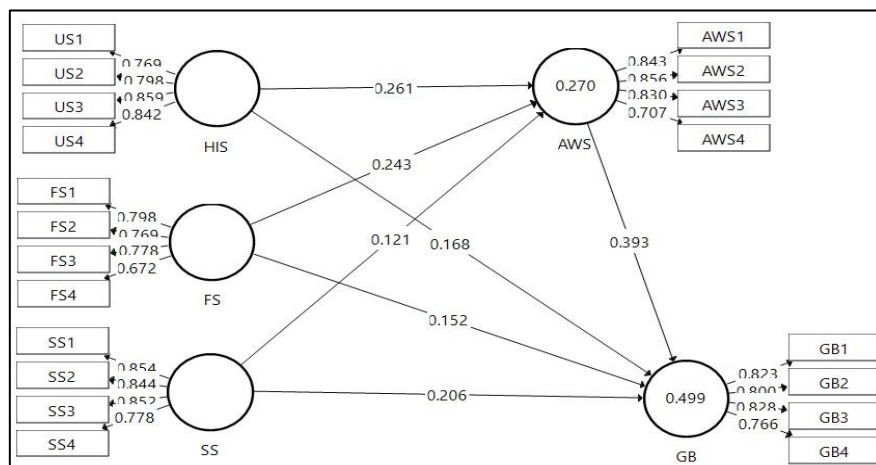 US1
US2
US3
US4
0.769
0.798
0.859
0.842
HIS
FS1
FS2
FS3
FS4
0.798
0.769
0.778
0.672
FS
SS1
SS2
SS3
SS4
0.854
0.844
0.852
0.778
SS
0.261
0.243
0.121
0.168
0.152
0.206
0.270
AWS
0.843
0.856
0.830
0.707
AWS1
AWS2
AWS3
AWS4
0.393
0.499
GB
0.823
0.800
0.828
0.766
GB1
GB2
GB3
GB4